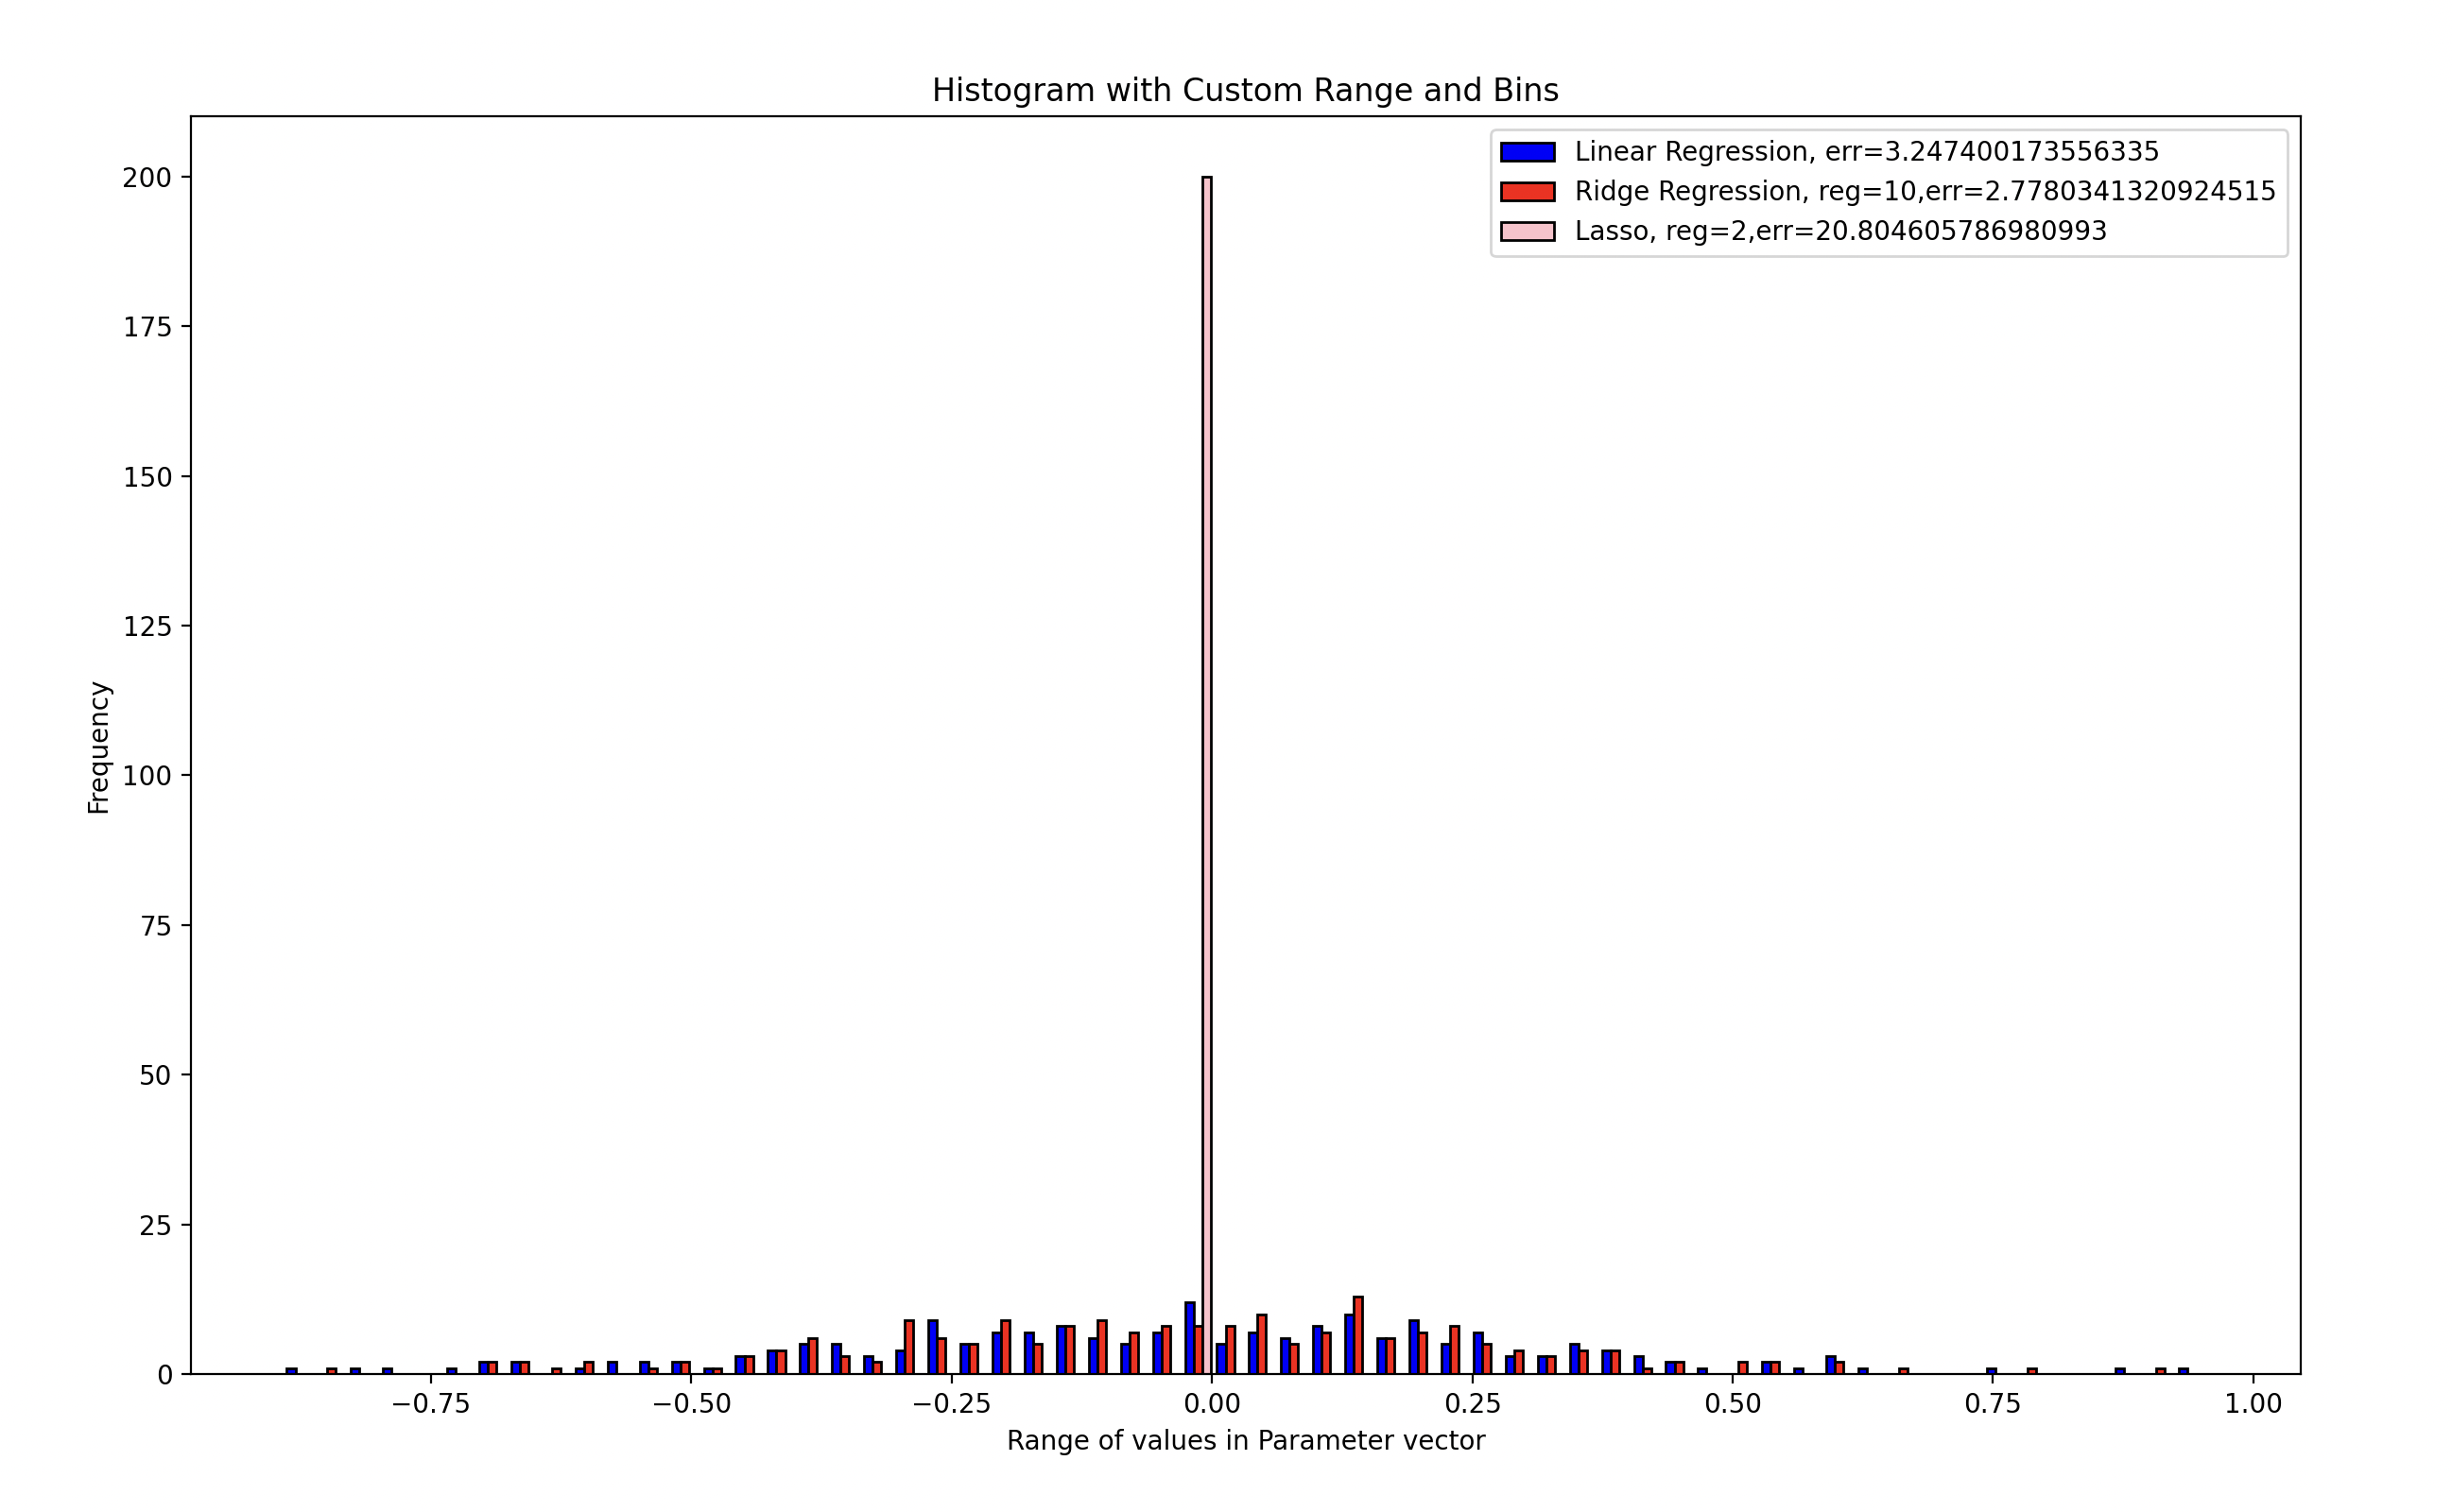 Histogram with Custom Range and Bins
Linear Regression, err=3.247400173556335
Ridge Regression, reg=10,err=2.7780341320924515
Lasso, reg=2,err=20.804605786980993
200
175
150
125
100
75
50
25
0
Frequency
−0.75 −0.50 −0.25 0.00 0.25 0.50 0.75 1.00
Range of values in Parameter vector